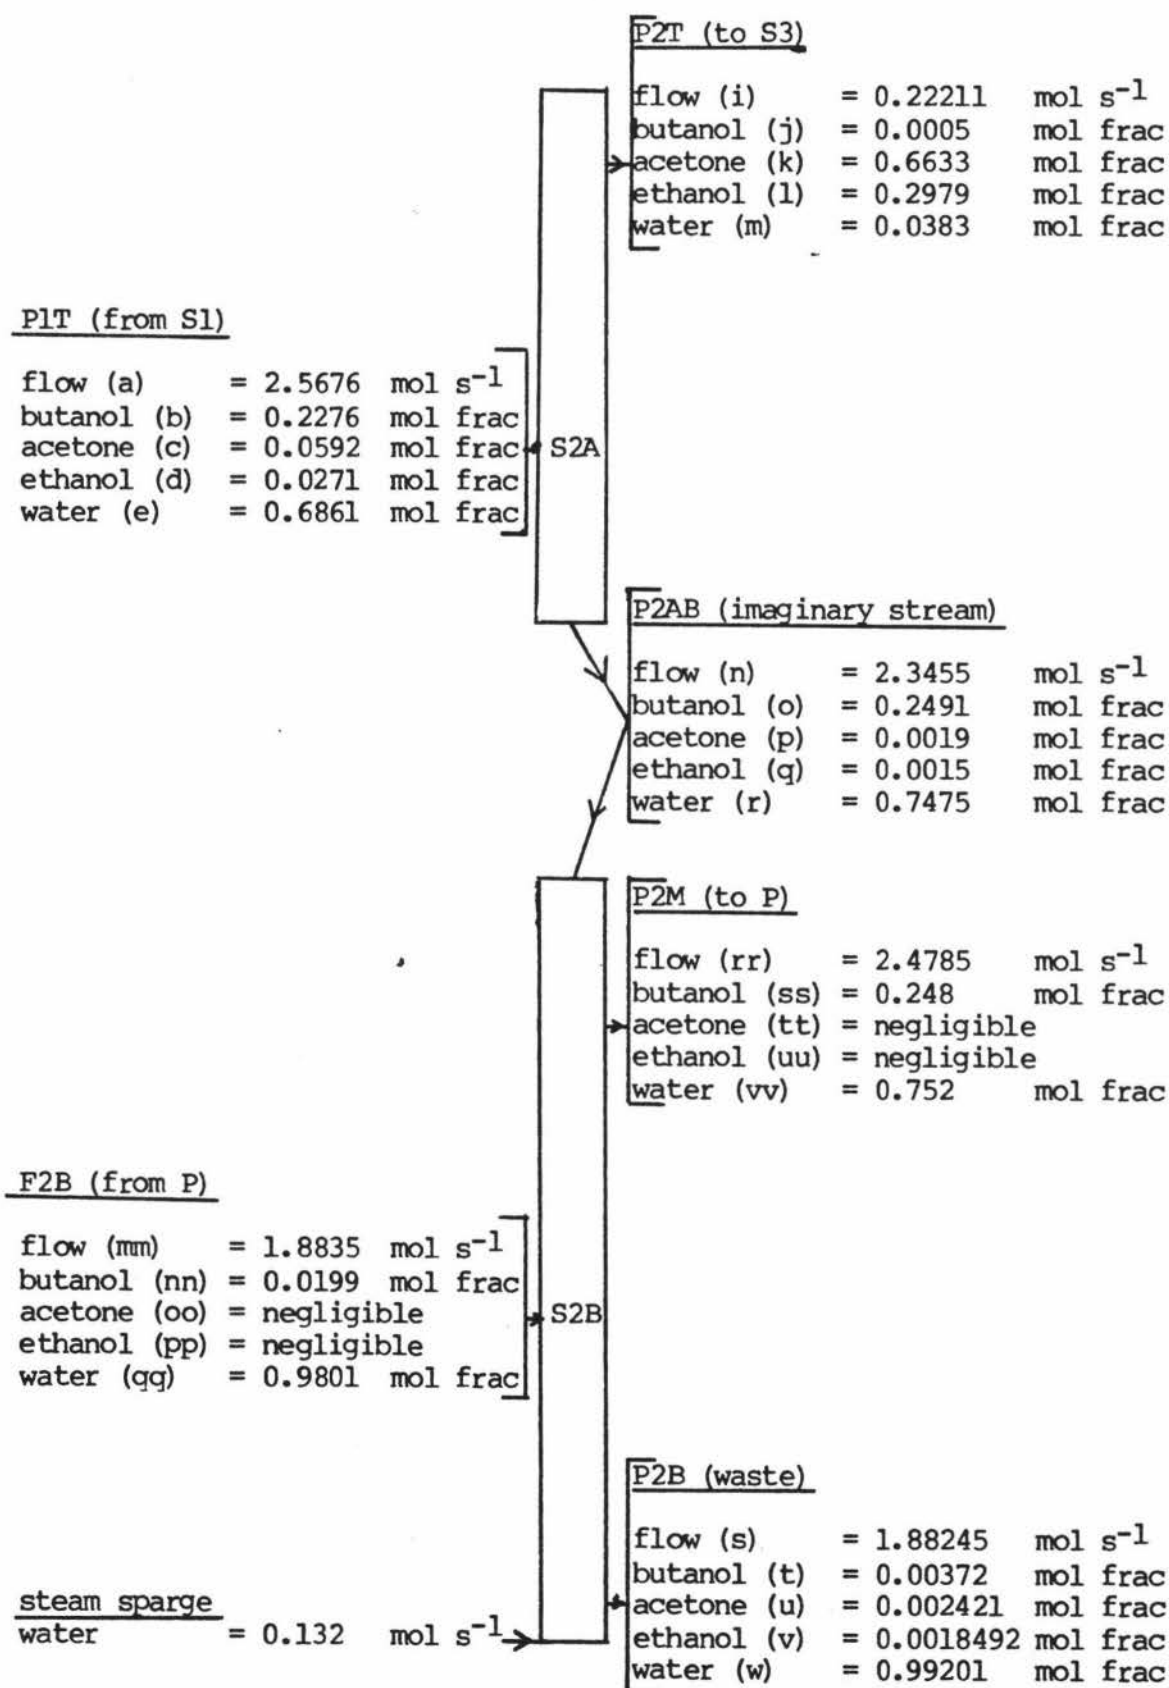 P2T (to S3)
flow (i) = 0.22211 mol s⁻¹
butanol (j) = 0.0005 mol frac
acetone (k) = 0.6633 mol frac
ethanol (l) = 0.2979 mol frac
water (m) = 0.0383 mol frac
P1T (from S1)
flow (a) = 2.5676 mol s⁻¹
butanol (b) = 0.2276 mol frac
acetone (c) = 0.0592 mol frac
ethanol (d) = 0.0271 mol frac
water (e) = 0.6861 mol frac
S2A
P2AB (imaginary stream)
flow (n) = 2.3455 mol s⁻¹
butanol (o) = 0.2491 mol frac
acetone (p) = 0.0019 mol frac
ethanol (q) = 0.0015 mol frac
water (r) = 0.7475 mol frac
P2M (to P)
flow (rr) = 2.4785 mol s⁻¹
butanol (ss) = 0.248 mol frac
acetone (tt) = negligible
ethanol (uu) = negligible
water (vv) = 0.752 mol frac
F2B (from P)
flow (mm) = 1.8835 mol s⁻¹
butanol (nn) = 0.0199 mol frac
acetone (oo) = negligible
ethanol (pp) = negligible
water (qq) = 0.9801 mol frac
S2B
P2B (waste)
flow (s) = 1.88245 mol s⁻¹
butanol (t) = 0.00372 mol frac
acetone (u) = 0.002421 mol frac
ethanol (v) = 0.0018492 mol frac
water (w) = 0.99201 mol frac
steam sparge
water = 0.132 mol s⁻¹